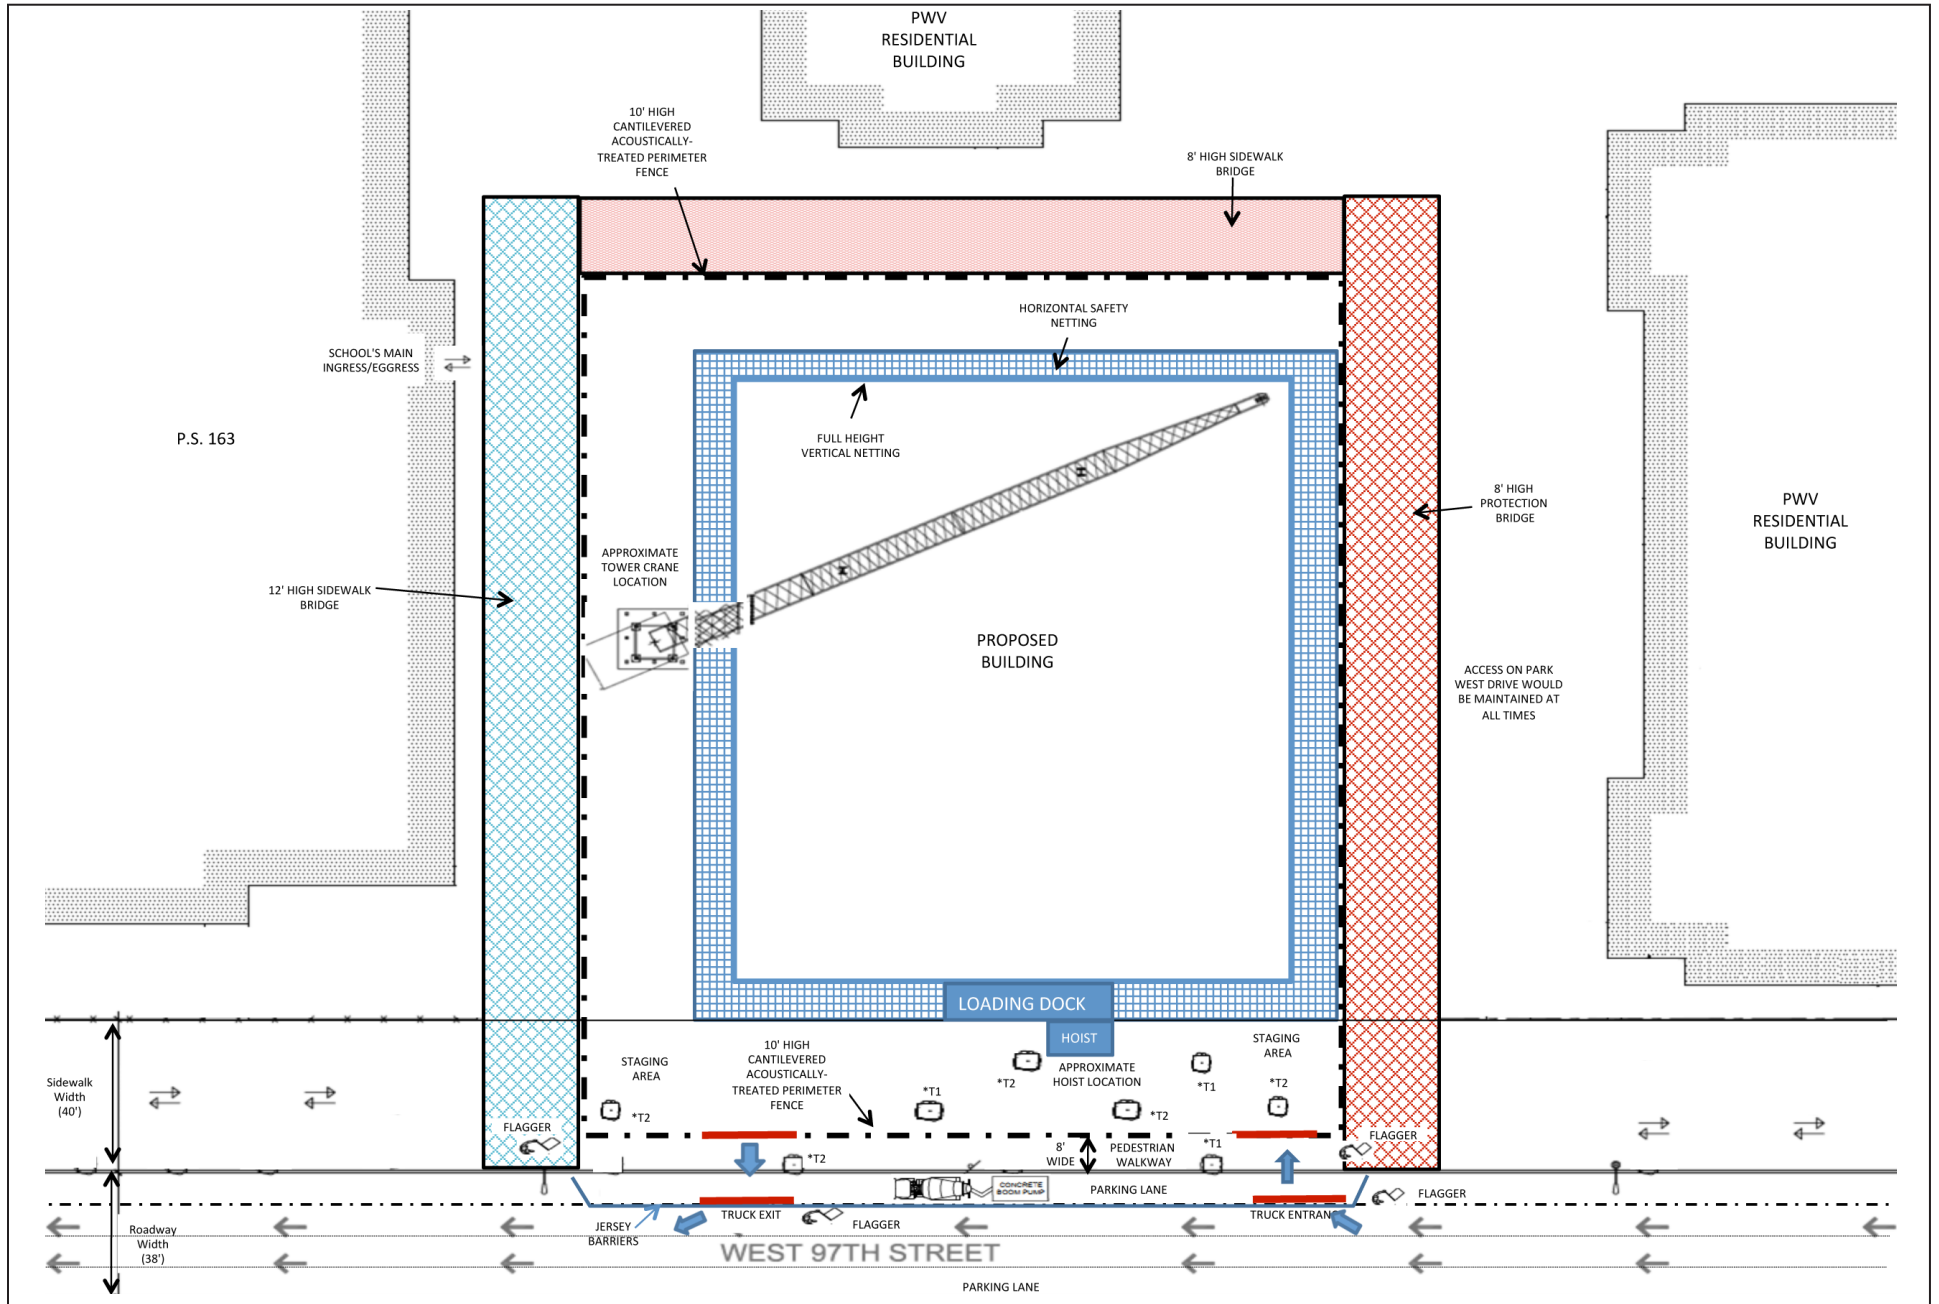 PWV
RESIDENTIAL
BUILDING
10' HIGH
CANTILEVERED
ACOUSTICALLY-
TREATED PERIMETER
FENCE
8' HIGH SIDEWALK
BRIDGE
HORIZONTAL SAFETY
NETTING
SCHOOL'S MAIN
INGRESS/EGGRESS
P.S. 163
FULL HEIGHT
VERTICAL NETTING
8' HIGH
PROTECTION
BRIDGE
PWV
RESIDENTIAL
BUILDING
APPROXIMATE
TOWER CRANE
LOCATION
12' HIGH SIDEWALK
BRIDGE
PROPOSED
BUILDING
ACCESS ON PARK
WEST DRIVE WOULD
BE MAINTAINED AT
ALL TIMES
LOADING DOCK
HOIST
STAGING
AREA
10' HIGH
CANTILEVERED
ACOUSTICALLY-
TREATED PERIMETER
FENCE
APPROXIMATE
HOIST LOCATION
STAGING
AREA
*T2
*T1
*T2
*T1
*T2
*T2
Sidewalk
Width
(40')
FLAGGER
8'
WIDE
PEDESTRIAN
WALKWAY
*T1
*T2
FLAGGER
CONCRETE
BOOM PUMP
PARKING LANE
FLAGGER
TRUCK EXIT
TRUCK ENTRANC
FLAGGER
JERSEY
BARRIERS
Roadway
Width
(38')
WEST 97TH STREET
PARKING LANE